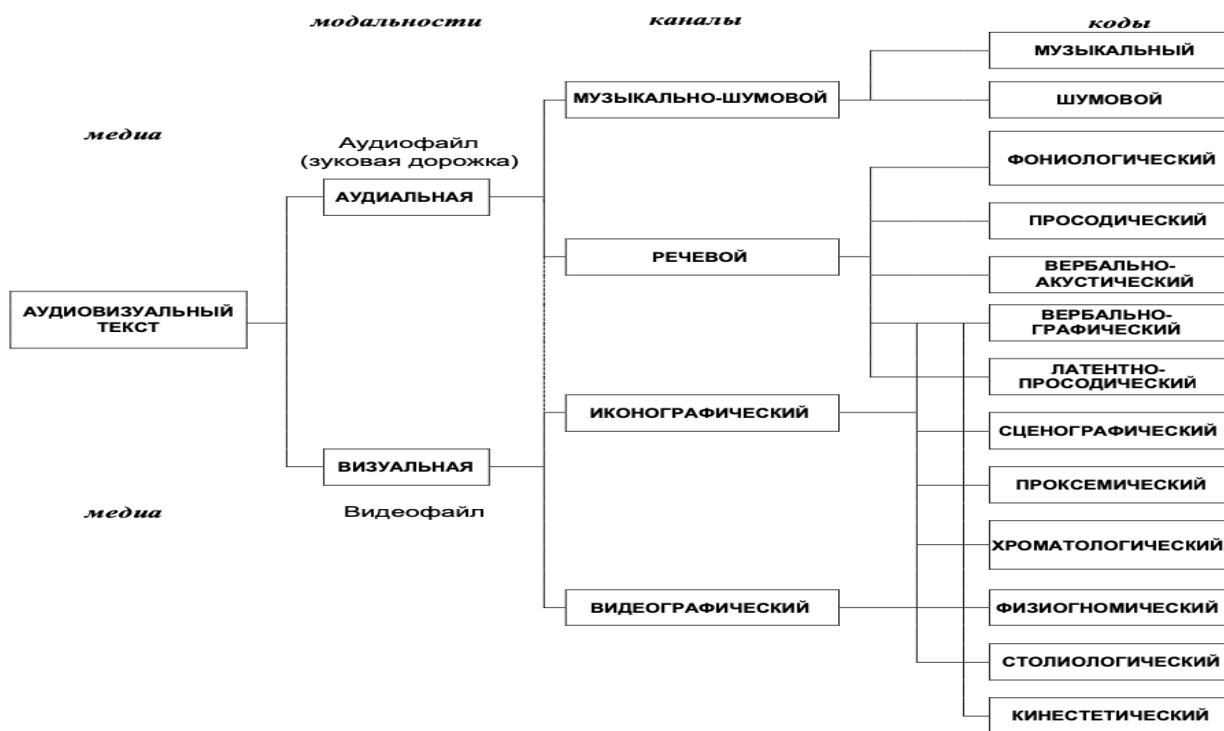 модальности
каналы
коды
медиа
Аудиофайл
(зуковая дорожка)
АУДИАЛЬНАЯ
АУДИОВИЗУАЛЬНЫЙ
ТЕКСТ
ВИЗУАЛЬНАЯ
Видеофайл
медиа
МУЗЫКАЛЬНО-ШУМОВОЙ
РЕЧЕВОЙ
ИКОНОГРАФИЧЕСКИЙ
ВИДЕОГРАФИЧЕСКИЙ
МУЗЫКАЛЬНЫЙ
ШУМОВОЙ
ФОНИОЛОГИЧЕСКИЙ
ПРОСОДИЧЕСКИЙ
ВЕРБАЛЬНО-
АКУСТИЧЕСКИЙ
ВЕРБАЛЬНО-
ГРАФИЧЕСКИЙ
ЛАТЕНТНО-
ПРОСОДИЧЕСКИЙ
СЦЕНОГРАФИЧЕСКИЙ
ПРОКСЕМИЧЕСКИЙ
ХРОМАТОЛОГИЧЕСКИЙ
ФИЗИОГНОМИЧЕСКИЙ
СТОЛИОЛОГИЧЕСКИЙ
КИНЕСТЕТИЧЕСКИЙ